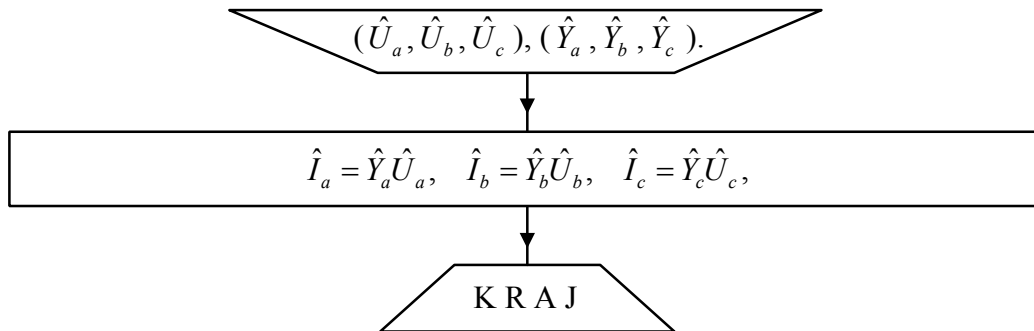 (Û_a, Û_b, Û_c), (Ŷ_a, Ŷ_b, Ŷ_c).
Î_a = Ŷ_aÛ_a, Î_b = Ŷ_bÛ_b, Î_c = Ŷ_cÛ_c,
K R A J